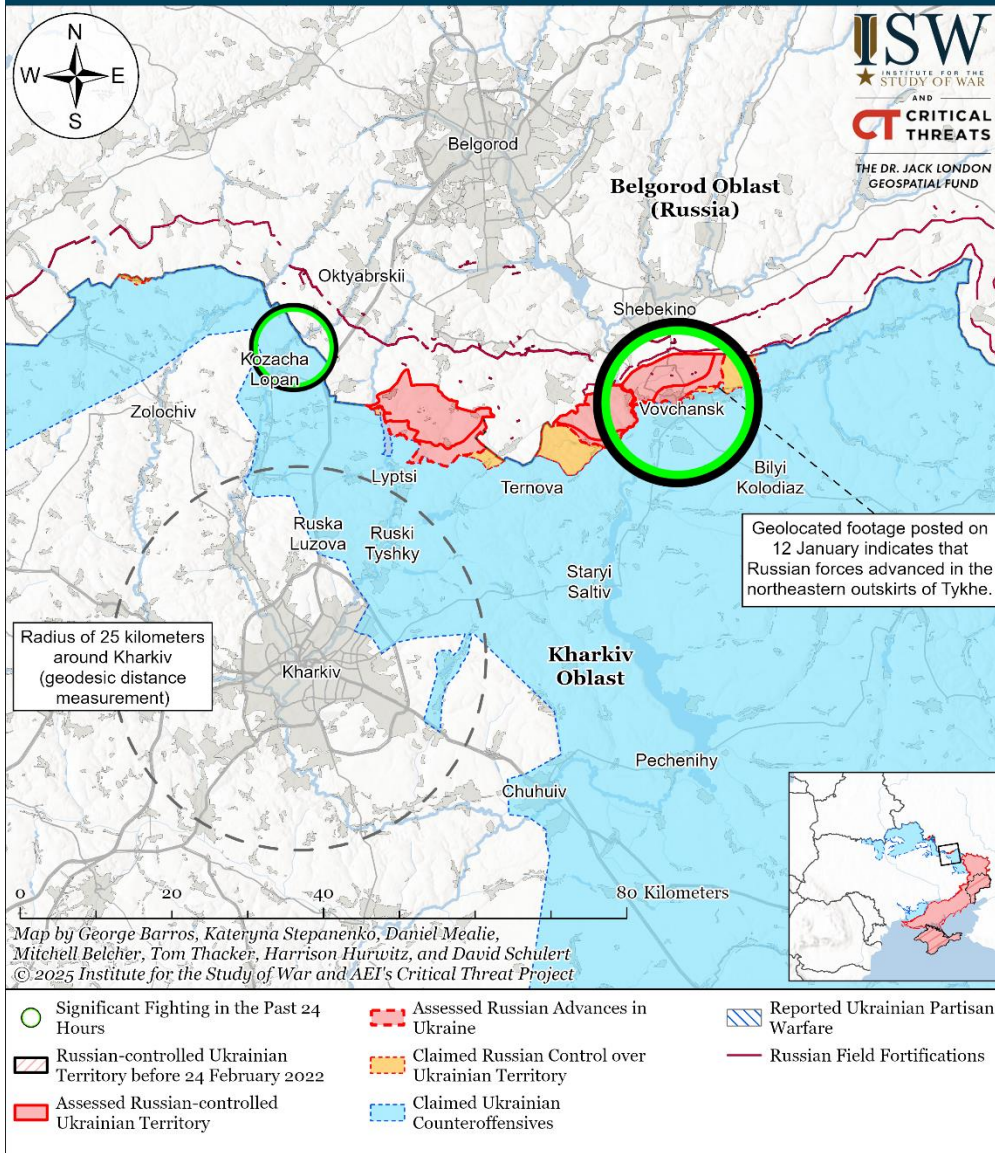 N
W E
S
ISW
INSTITUTE FOR THE
STUDY OF WAR
AND
CT CRITICAL
THREATS
THE DR. JACK LONDON
GEOSPATIAL FUND
Belgorod
Belgorod Oblast
(Russia)
Oktyabrskii
Shebekino
Kozacha
Lopan
Zolochiv
Vovchansk
Lyptsi
Ternova
Bilyi
Kolodiaz
Ruska
Luzova
Ruski
Tyshky
Geolocated footage posted on
12 January indicates that
Russian forces advanced in the
northeastern outskirts of Tykhe.
Staryi
Saltiv
Radius of 25 kilometers
around Kharkiv
(geodesic distance
measurement)
Kharkiv
Kharkiv
Oblast
Pechenihy
Chuhuiv
0 20 40 80 Kilometers
Map by George Barros, Kateryna Stepanenko, Daniel Mealie,
Mitchell Belcher, Tom Thacker, Harrison Hurwitz, and David Schulert
© 2025 Institute for the Study of War and AEI's Critical Threat Project
Significant Fighting in the Past 24
Hours
Russian-controlled Ukrainian
Territory before 24 February 2022
Assessed Russian-controlled
Ukrainian Territory
Assessed Russian Advances in
Ukraine
Claimed Russian Control over
Ukrainian Territory
Claimed Ukrainian
Counteroffensives
Reported Ukrainian Partisan
Warfare
Russian Field Fortifications